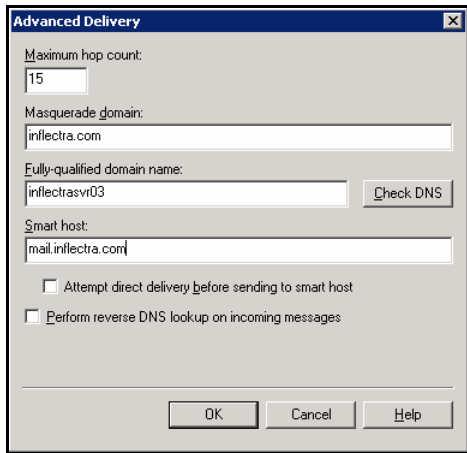 Advanced Delivery
Maximum hop count:
15
Masquerade domain:
inflectra.com
Fully-qualified domain name:
inflectrasvr03
Check DNS
Smart host:
mail.inflectra.com
Attempt direct delivery before sending to smart host
Perform reverse DNS lookup on incoming messages
OK Cancel Help